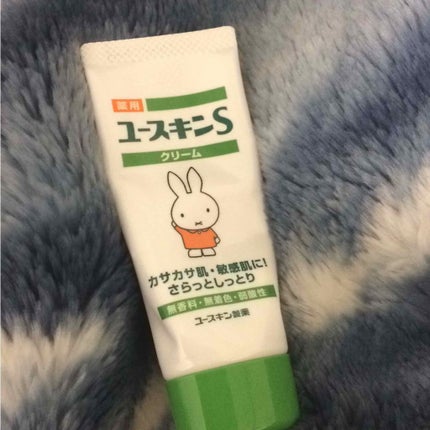 薬用
ユースキンS
クリーム
カサカサ肌・敏感肌に!
さらっとしっとり
無香料・無着色・弱酸性
ユースキン製薬